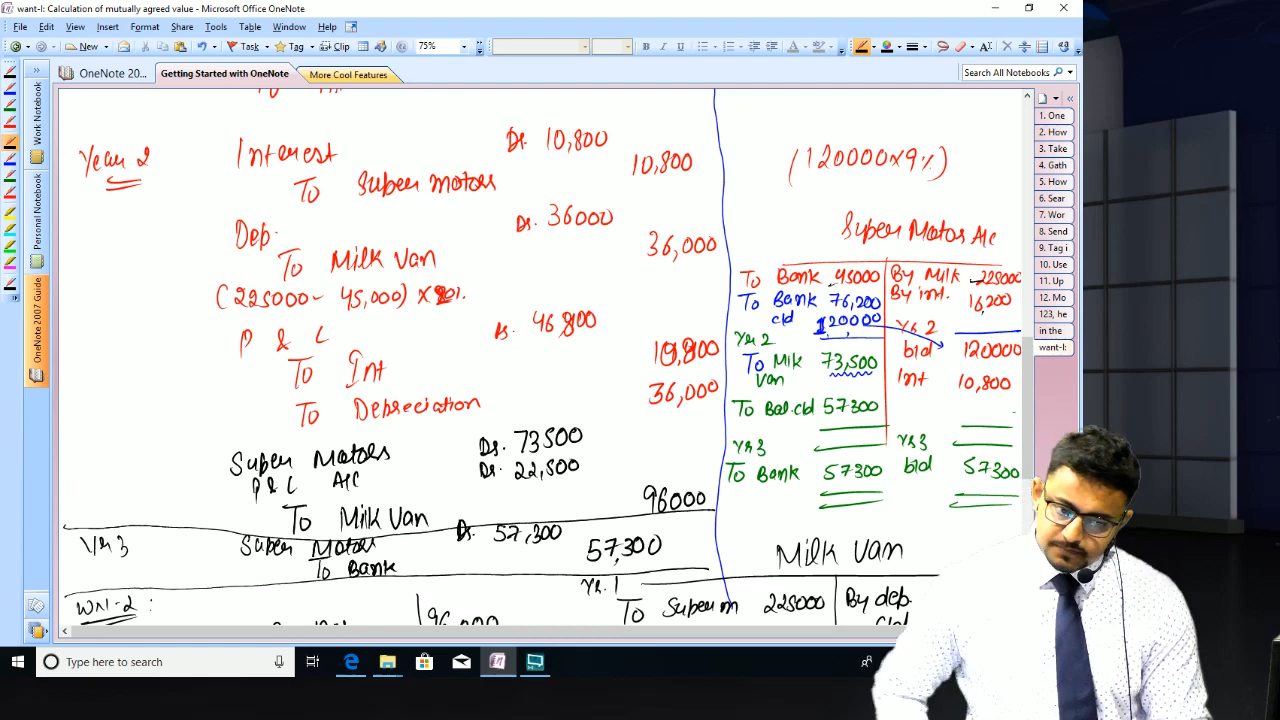 want-l: Calculation of mutually agreed value - Microsoft Office OneNote
File Edit View Insert Format Share Tools Table Window Help
New Task Tag Clip 75%
OneNote 20... Getting Started with OneNote More Cool Features Search All Notebooks
Work Notebook
Personal Notebook
OneNote 2007 Guide
1. One
2. How
3. Take
4. Gath
5. How
6. Sear
7. Wor
8. Send
9. Tag i
10. Use
11. Up
12. Mo
123, he
in the
want-l:
Year 2 Interest Dr. 10,800
To Super motors 10,800
Dep. Dr. 36000
To Milk Van 36,000
(225000 - 45,000) × 20%
P & L Dr. 46,800
To Int 10,800
To Depreciation 36,000
Super Motors Dr. 73500
P & L A/c Dr. 22,500
To Milk Van 96000
Yr 3 Super Motors Dr. 57,300
To Bank 57,300
WN-2 :
96000
(120000×9%)
Super Motor A/c
To Bank 45000 By Milk 225000
To Bank 76,200 By int. 16,200
c/d 120000 Yr 2
Yr 2 b/d 120000
To Milk Van 73,500 Int 10,800
To Bal. c/d 57300
Yr 3 Yr 3
To Bank 57300 b/d 57300
Milk Van
Yr. 1
To Super m 225000 By dep.
c/d
Type here to search